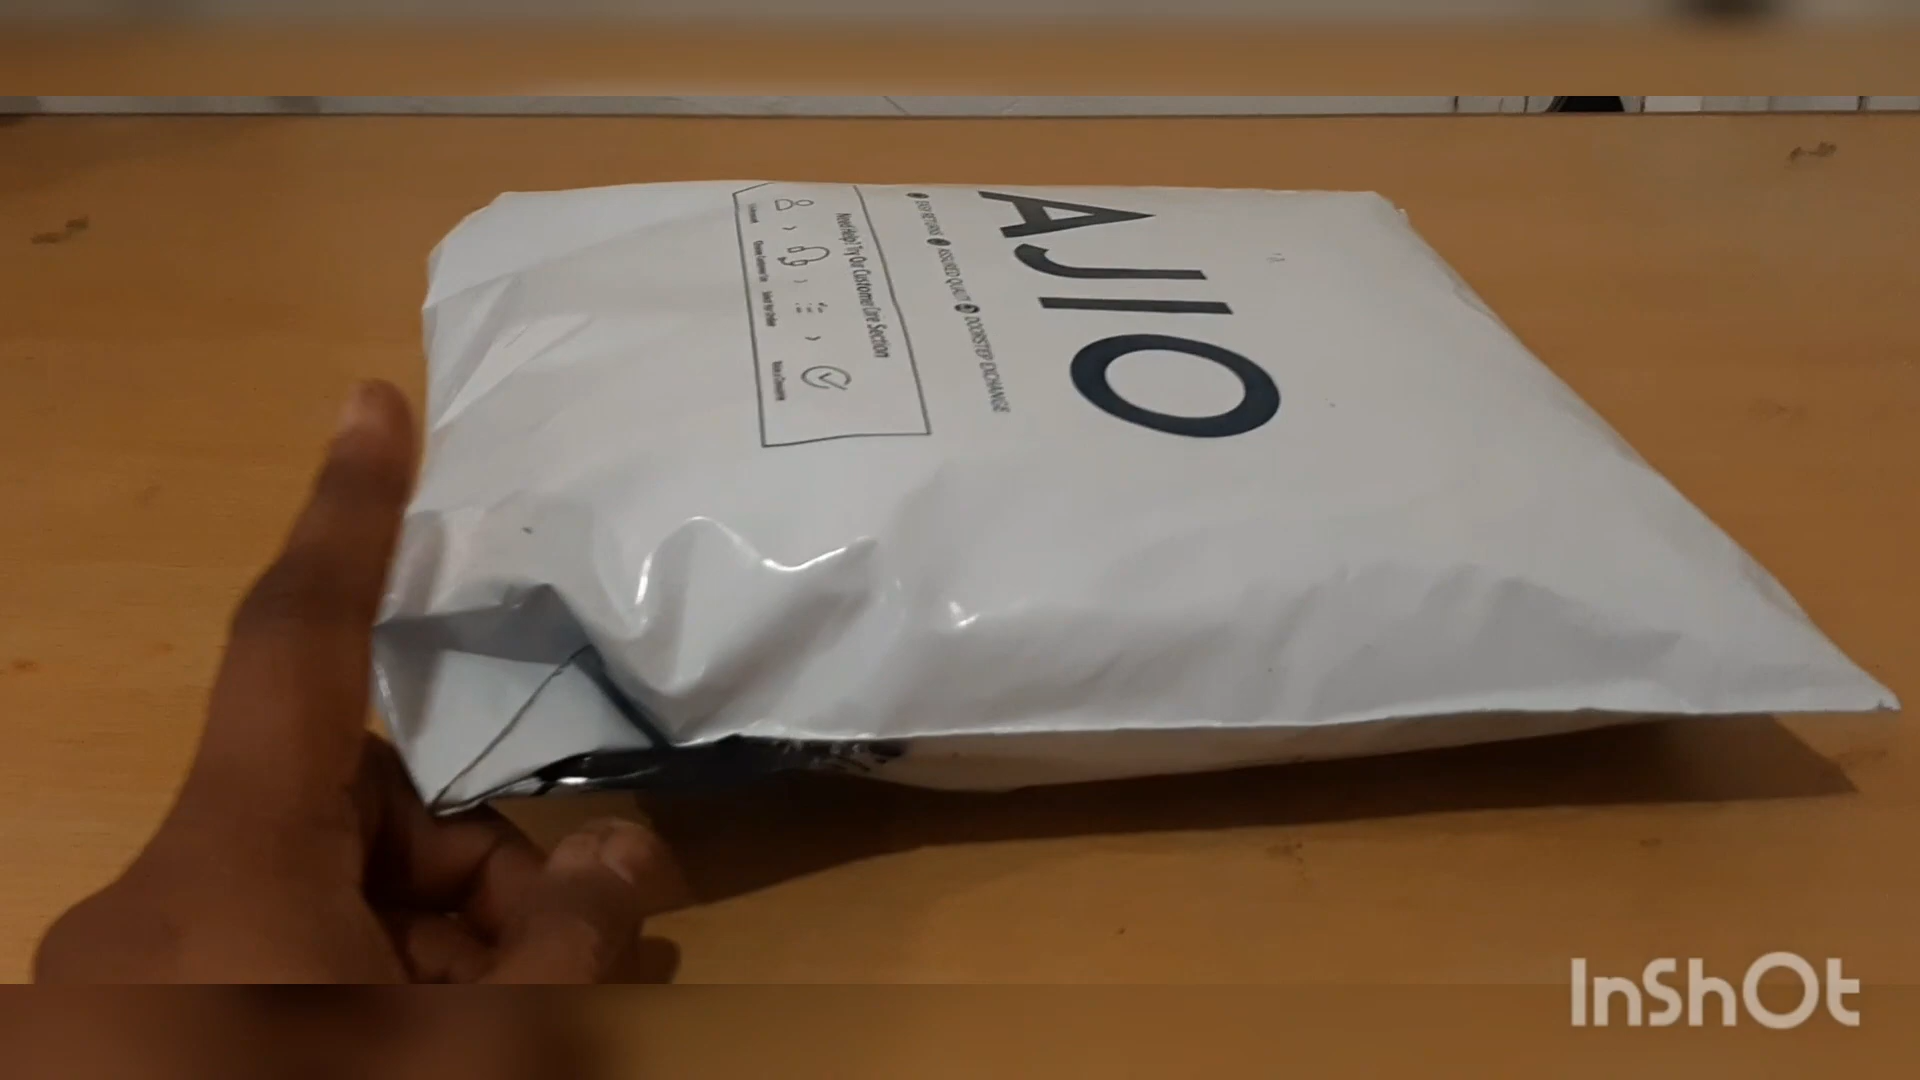 AJIO
EASY RETURNS ASSURED QUALITY DOORSTEP EXCHANGE
Need Help? Try Our Customer Care Section
InShOt